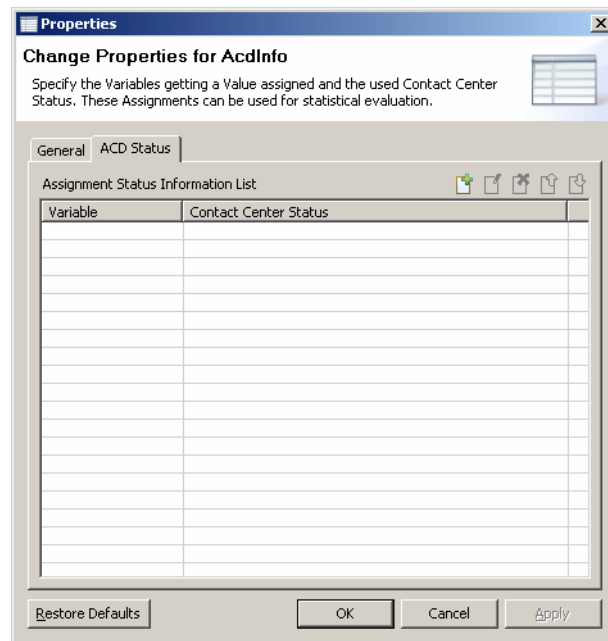 Properties
Change Properties for AcdInfo
Specify the Variables getting a Value assigned and the used Contact Center
Status. These Assignments can be used for statistical evaluation.
General ACD Status
Assignment Status Information List
Variable Contact Center Status
Restore Defaults OK Cancel Apply